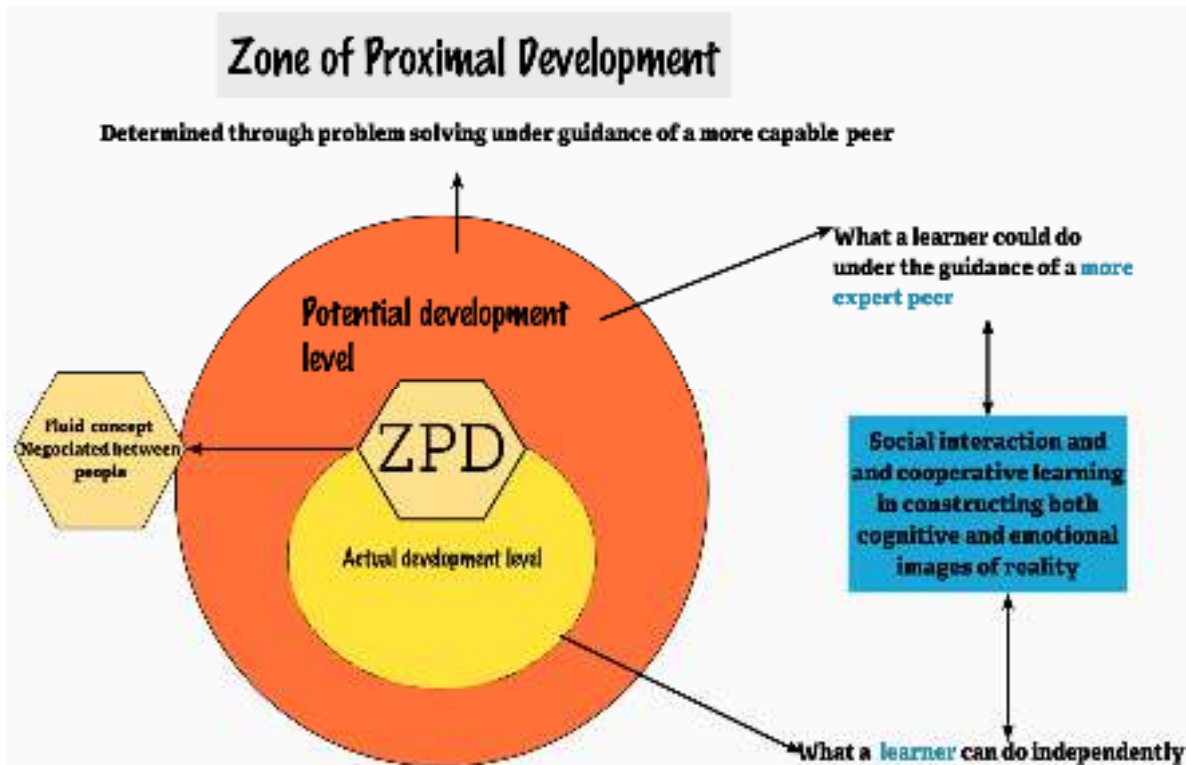 Zone of Proximal Development
Determined through problem solving under guidance of a more capable peer
What a learner could do
under the guidance of a more
expert peer
Potential development
level
Fluid concept
Negociated between
people
ZPD
Social interaction and
and cooperative learning
in constructing both
cognitive and emotional
images of reality
Actual development level
What a learner can do independently